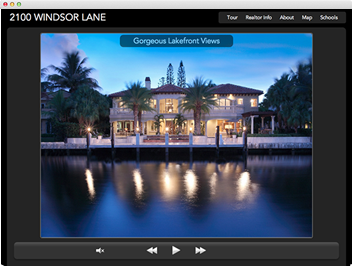 2100 WINDSOR LANE
Tour Realtor Info About Map Schools
Gorgeous Lakefront Views